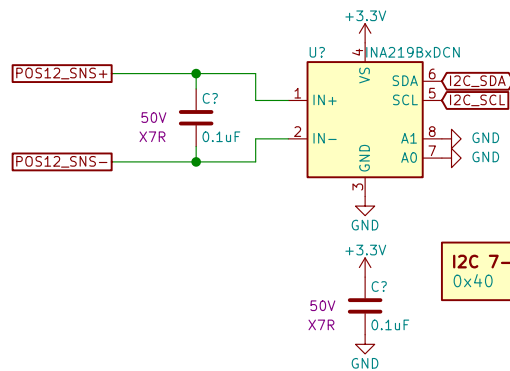 +3.3V
U?
INA219BxDCN
4
VS
POS12_SNS+
6
SDA
I2C_SDA
C?
1
IN+
5
SCL
I2C_SCL
50V
X7R
0.1uF
2
IN-
8
A1
GND
7
A0
GND
POS12_SNS-
GND
3
GND
+3.3V
I2C 7-
0x40
C?
50V
X7R
0.1uF
GND